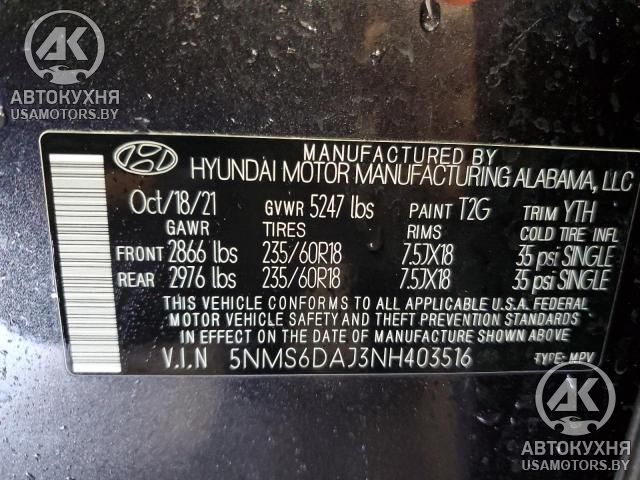 АК
АВТОКУХНЯ
USAMOTORS.BY
MANUFACTURED BY
HYUNDAI MOTOR MANUFACTURING ALABAMA, LLC
Oct/18/21 GVWR 5247 lbs PAINT T2G TRIM YTH
GAWR TIRES RIMS COLD TIRE INFL
FRONT 2866 lbs 235/60R18 7.5JX18 35 psi SINGLE
REAR 2976 lbs 235/60R18 7.5JX18 35 psi SINGLE
THIS VEHICLE CONFORMS TO ALL APPLICABLE U.S.A. FEDERAL
MOTOR VEHICLE SAFETY AND THEFT PREVENTION STANDARDS
IN EFFECT ON THE DATE OF MANUFACTURE SHOWN ABOVE.
V.I.N 5NMS6DAJ3NH403516 TYPE: MPV
АК
АВТОКУХНЯ
USAMOTORS.BY